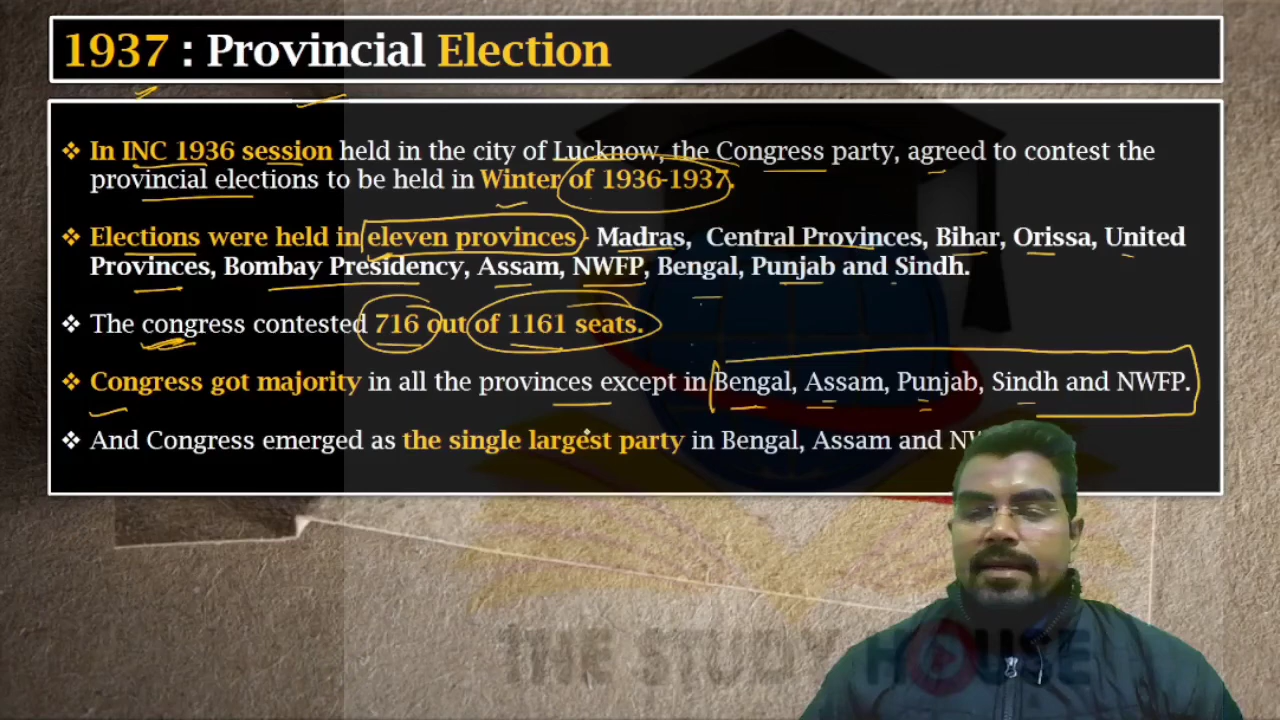 1937 : Provincial Election
❖ In INC 1936 session held in the city of Lucknow, the Congress party, agreed to contest the
provincial elections to be held in Winter of 1936-1937.
❖ Elections were held in eleven provinces - Madras, Central Provinces, Bihar, Orissa, United
Provinces, Bombay Presidency, Assam, NWFP, Bengal, Punjab and Sindh.
❖ The congress contested 716 out of 1161 seats.
❖ Congress got majority in all the provinces except in Bengal, Assam, Punjab, Sindh and NWFP.
❖ And Congress emerged as the single largest party in Bengal, Assam and
THE STUDY HOUSE